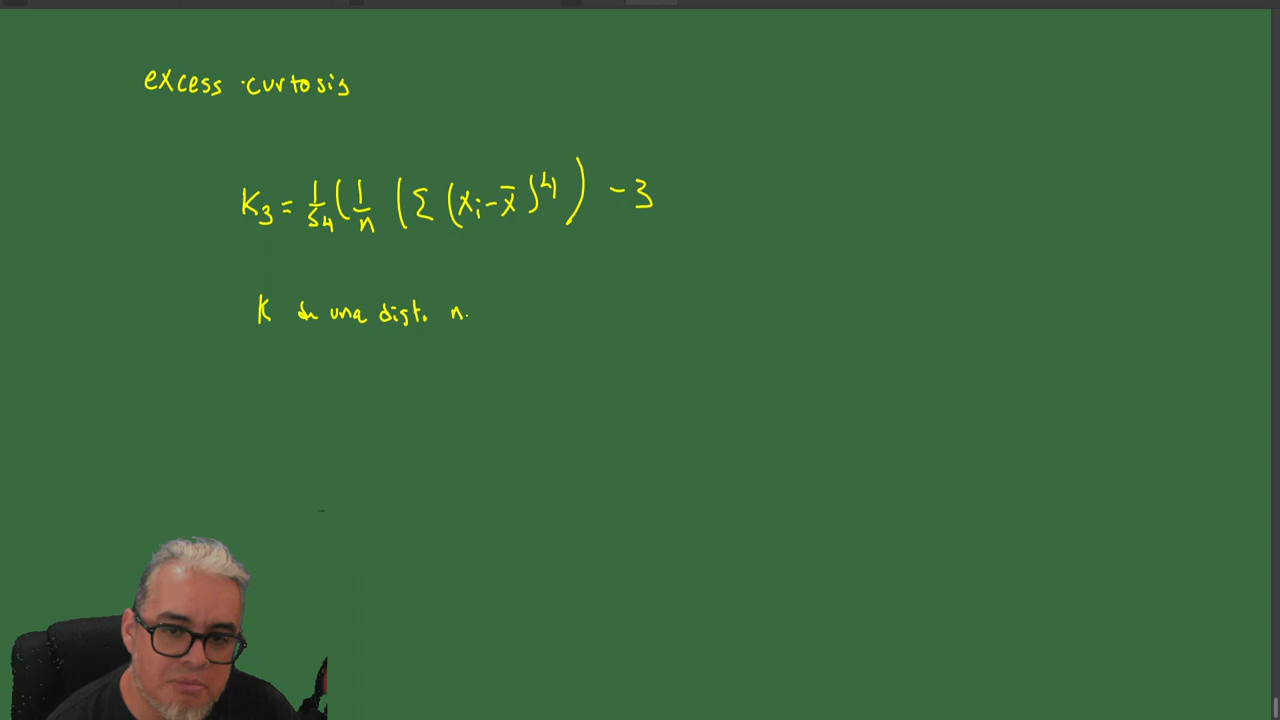 excess curtosis
K₃ = 1/S⁴ ( 1/n ( Σ (xᵢ - x̄)⁴ ) - 3
K de una dist. n.